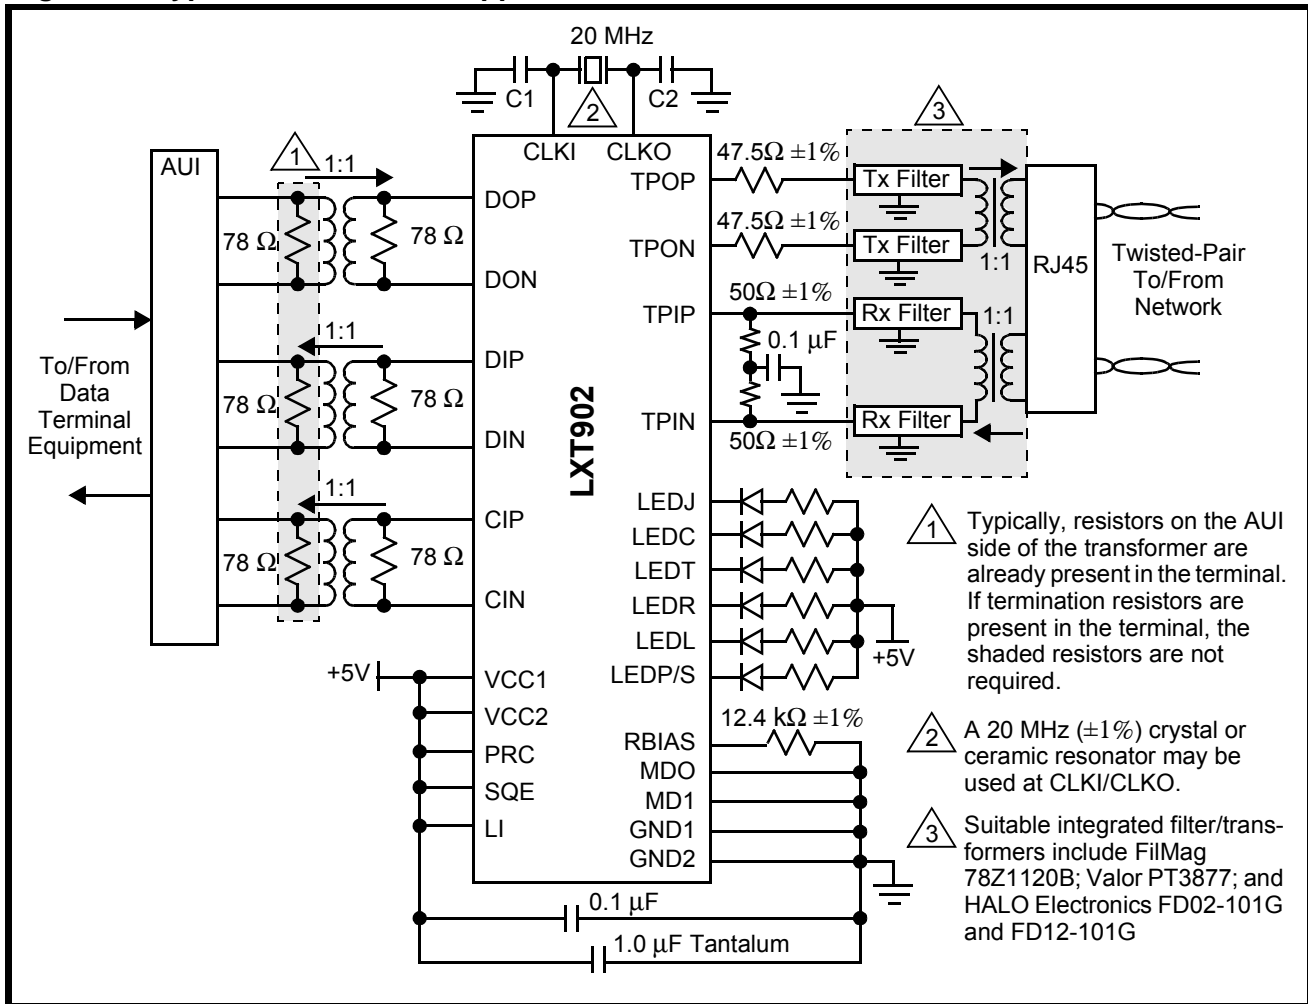 20 MHz
C1
2
C2
3
CLKI
CLKO
AUI
1
1:1
78 Ω
78 Ω
DOP
DON
1:1
78 Ω
78 Ω
DIP
DIN
1:1
78 Ω
78 Ω
CIP
CIN
To/From
Data
Terminal
Equipment
LXT902
+5V
VCC1
VCC2
PRC
SQE
LI
TPOP
TPON
TPIP
TPIN
LEDJ
LEDC
LEDT
LEDR
LEDL
LEDP/S
RBIAS
MDO
MD1
GND1
GND2
47.5Ω ±1%
47.5Ω ±1%
50Ω ±1%
0.1 µF
50Ω ±1%
Tx Filter
Tx Filter
1:1
Rx Filter
1:1
Rx Filter
RJ45
Twisted-Pair
To/From
Network
+5V
12.4 kΩ ±1%
0.1 µF
1.0 µF Tantalum
1 Typically, resistors on the AUI
side of the transformer are
already present in the terminal.
If termination resistors are
present in the terminal, the
shaded resistors are not
required.
2 A 20 MHz (±1%) crystal or
ceramic resonator may be
used at CLKI/CLKO.
3 Suitable integrated filter/trans-
formers include FilMag
78Z1120B; Valor PT3877; and
HALO Electronics FD02-101G
and FD12-101G